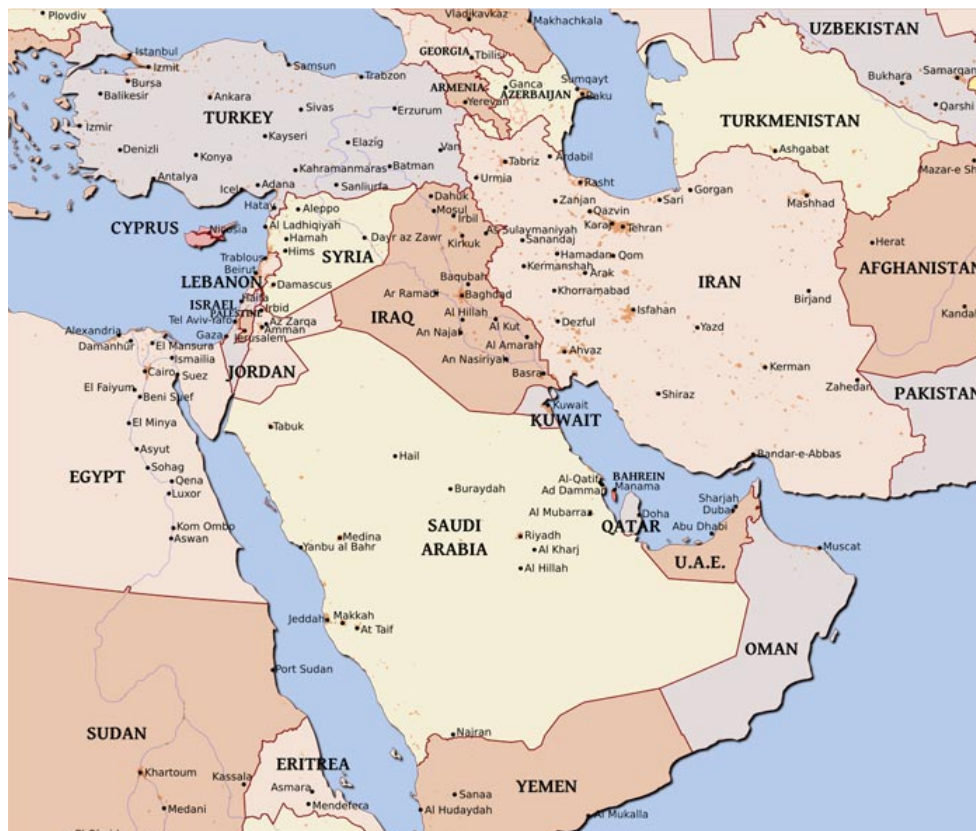 Plovdiv
Vladikavkaz
Makhachkala
UZBEKISTAN
Istanbul
Izmit
Samsun
Trabzon
GEORGIA
Tbilisi
Bursa
Balikesir
Ankara
Sivas
Erzurum
ARMENIA
Yerevan
Ganca
AZERBAIJAN
Sumqayt
Baku
Bukhara
Samarqan
Qarshi
TURKEY
TURKMENISTAN
Izmir
Denizli
Konya
Kayseri
Elazig
Van
Ashgabat
Antalya
Kahramanmaras
Batman
Tabriz
Ardabil
Mazar-e Sh
Icel
Adana
Sanliurfa
Urmia
Rasht
Gorgan
Hatay
Aleppo
Dahuk
Mosul
Irbil
Zanjan
Qazvin
Sari
Mashhad
CYPRUS
Nicosia
Al Ladhiqiyah
Hamah
Hims
Dayr az Zawr
Kirkuk
As Sulaymaniyah
Sanandaj
Karaj
Tehran
Herat
Trablous
Beirut
SYRIA
Hamadan
Qom
Kermanshah
Arak
AFGHANISTAN
LEBANON
Damascus
Baqubah
Ar Ramadi
Baghdad
Khorramabad
IRAN
Birjand
ISRAEL
Haifa
PALESTINE
Irbid
Tel Aviv-Yafo
Az Zarqa
Amman
Jerusalem
Gaza
IRAQ
Al Hillah
An Najaf
Al Kut
Al Amarah
Dezful
Isfahan
Yazd
Kandal
Alexandria
Damanhur
El Mansura
Ismailia
Cairo
Suez
JORDAN
An Nasiriyah
Basra
Ahvaz
Kerman
Zahedan
PAKISTAN
El Faiyum
Beni Suef
El Minya
Tabuk
KUWAIT
Kuwait
Shiraz
Asyut
Sohag
EGYPT
Qena
Luxor
Hail
Buraydah
Bandar-e-Abbas
Al-Qatif
Ad Damman
BAHREIN
Manama
Al Mubarraz
QATAR
Doha
Sharjah
Dubai
Abu Dhabi
Kom Ombo
Aswan
Medina
Yanbu al Bahr
SAUDI
ARABIA
Riyadh
Al Kharj
Al Hillah
U.A.E.
Muscat
Jeddah
Makkah
At Taif
OMAN
Port Sudan
SUDAN
Najran
Khartoum
Kassala
ERITREA
Asmara
Mendefera
Medani
YEMEN
Sanaa
Al Hudaydah
Al Mukalla